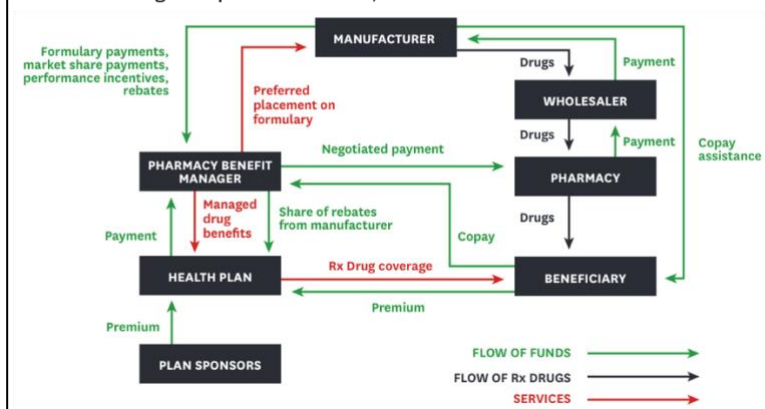 MANUFACTURER
Formulary payments,
market share payments,
performance incentives,
rebates
Preferred
placement on
formulary
Drugs
Payment
WHOLESALER
Drugs
Payment
Copay
assistance
Negotiated payment
PHARMACY BENEFIT
MANAGER
PHARMACY
Managed
drug
benefits
Share of rebates
from manufacturer
Drugs
Payment
Copay
HEALTH PLAN
Rx Drug coverage
BENEFICIARY
Premium
Premium
PLAN SPONSORS
FLOW OF FUNDS
FLOW OF Rx DRUGS
SERVICES